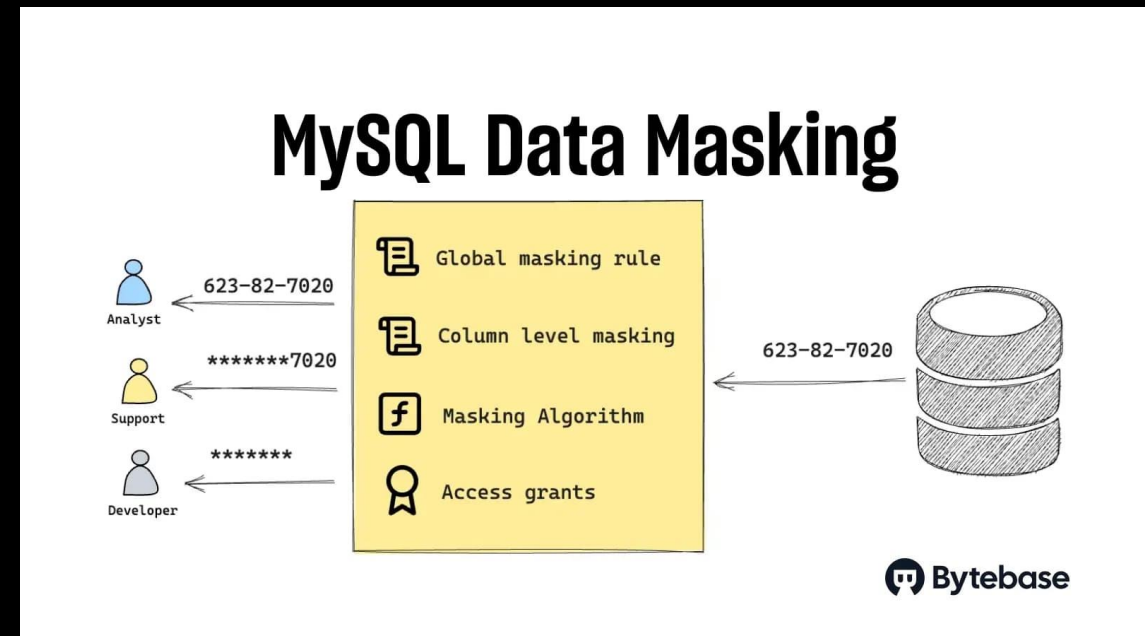 MySQL Data Masking
623-82-7020
Analyst
*******7020
Support
*******
Developer
Global masking rule
Column level masking
Masking Algorithm
Access grants
623-82-7020
Bytebase